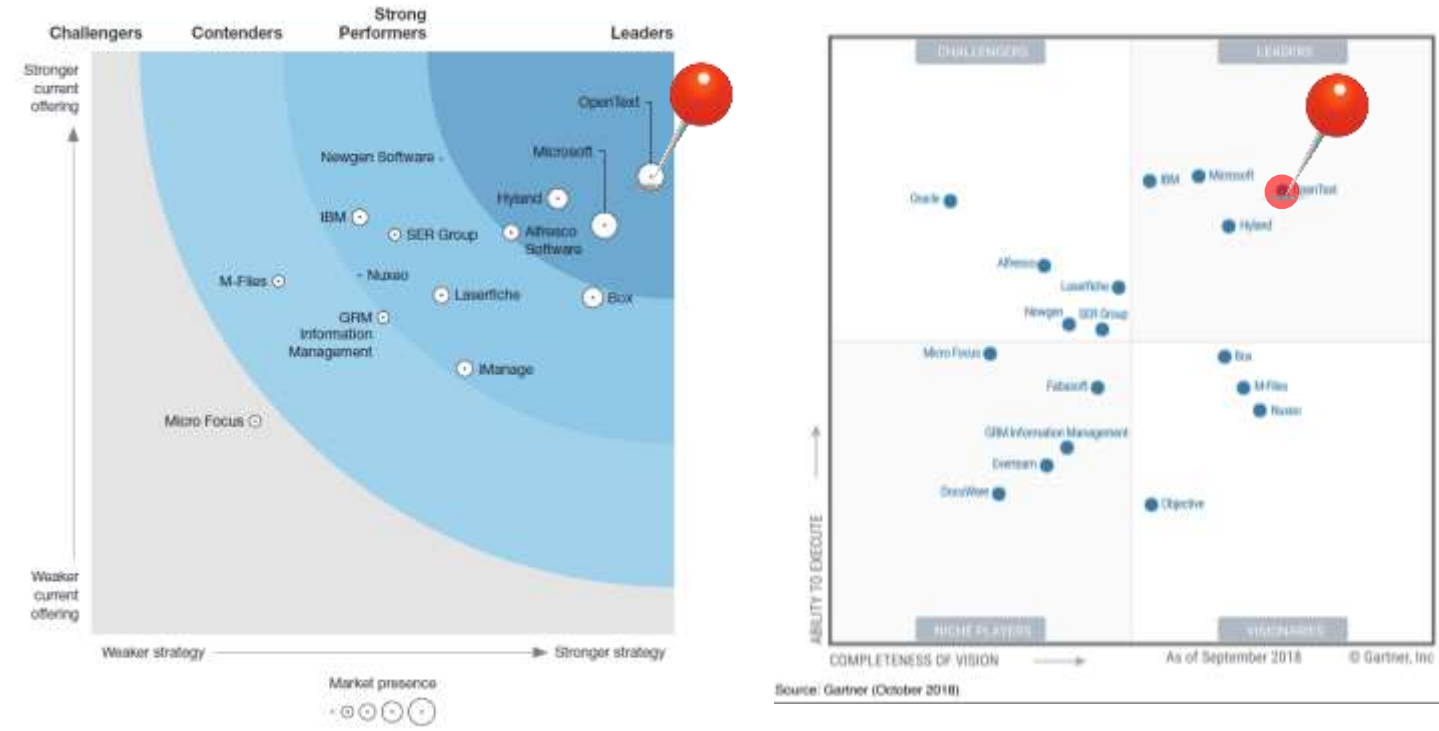 Strong
Challengers Contenders Performers Leaders
Stronger
current
offering
OpenText
Microsoft
Newgen Software
Hyland
IBM
SER Group
Alfresco
Software
M-Files
Nuxeo
Laserfiche
Box
GRM
Information
Management
iManage
Micro Focus
Weaker
current
offering
Weaker strategy Stronger strategy
Market presence
CHALLENGERS LEADERS
IBM Microsoft
OpenText
Oracle
Hyland
Alfresco
Laserfiche
Newgen SER Group
Micro Focus Box
Fabasoft M-Files
Nuxeo
GRM Information Management
Everteam
DocuWare
Objective
ABILITY TO EXECUTE
NICHE PLAYERS VISIONARIES
COMPLETENESS OF VISION As of September 2018 © Gartner, Inc
Source: Gartner (October 2018)